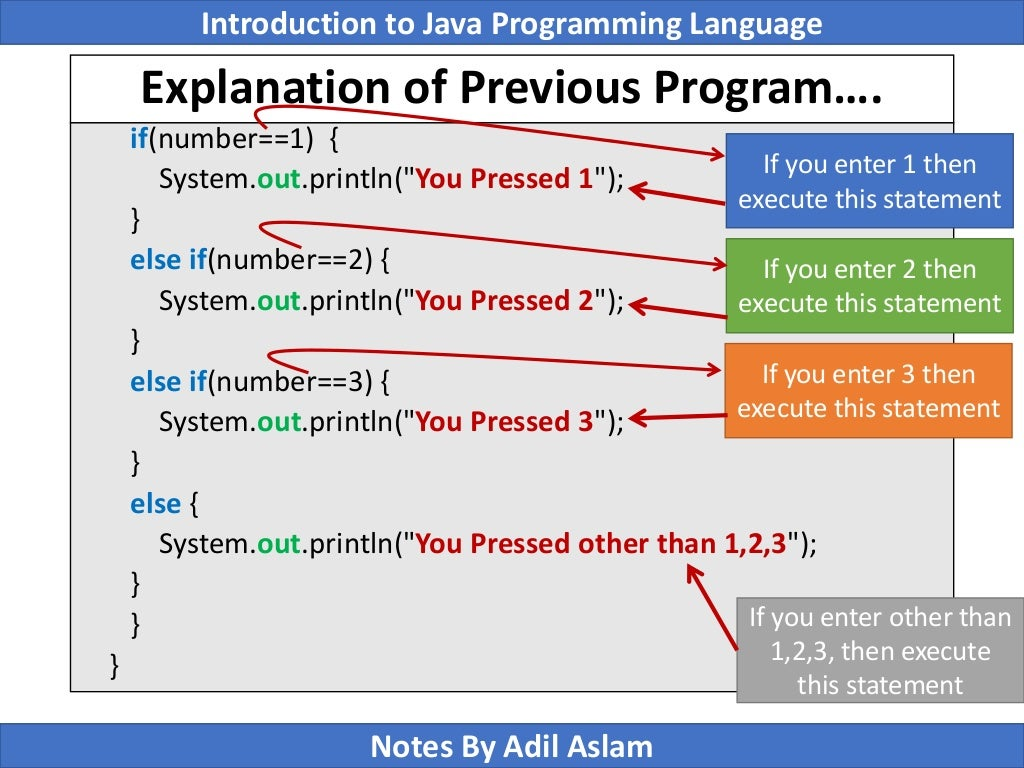 Introduction to Java Programming Language
Explanation of Previous Program....
if(number==1)  {
System.out.println("You Pressed 1");
}
else if(number==2) {
System.out.println("You Pressed 2");
}
else if(number==3) {
System.out.println("You Pressed 3");
}
else {
System.out.println("You Pressed other than 1,2,3");
}
}
}
If you enter 1 then
execute this statement
If you enter 2 then
execute this statement
If you enter 3 then
execute this statement
If you enter other than
1,2,3, then execute
this statement
Notes By Adil Aslam